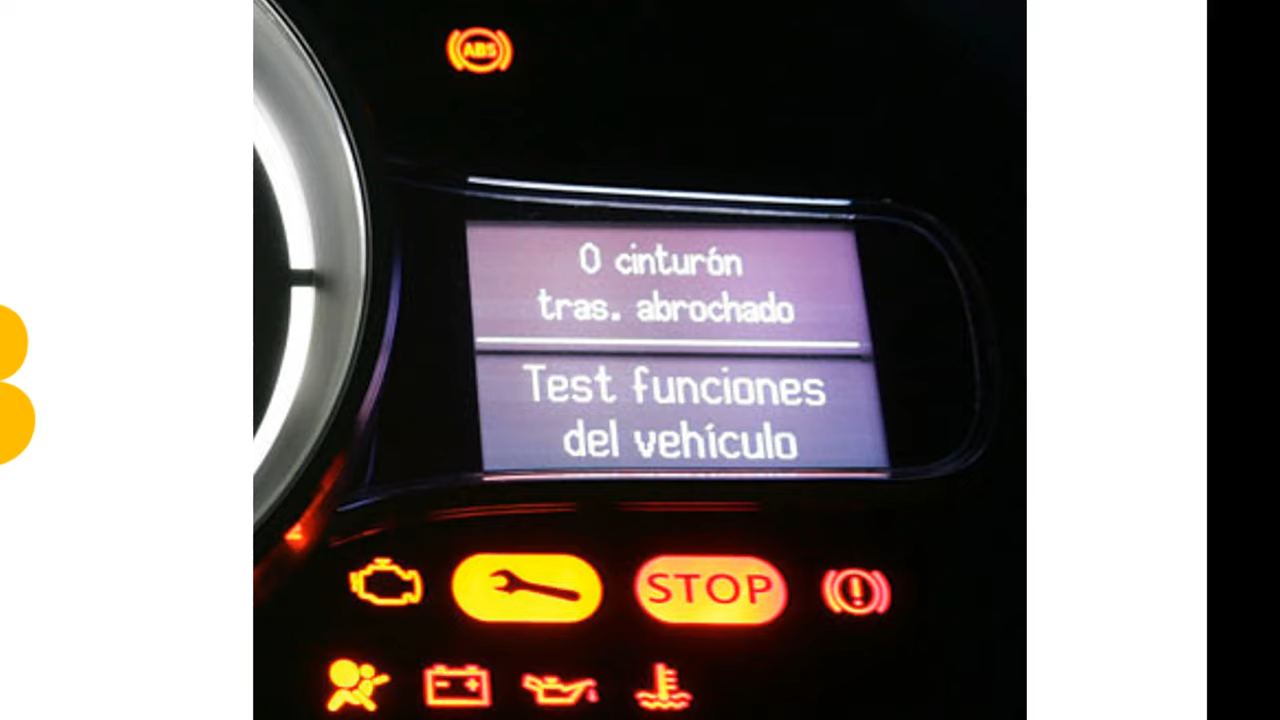 ABS
0 cinturón
tras. abrochado
Test funciones
del vehículo
STOP